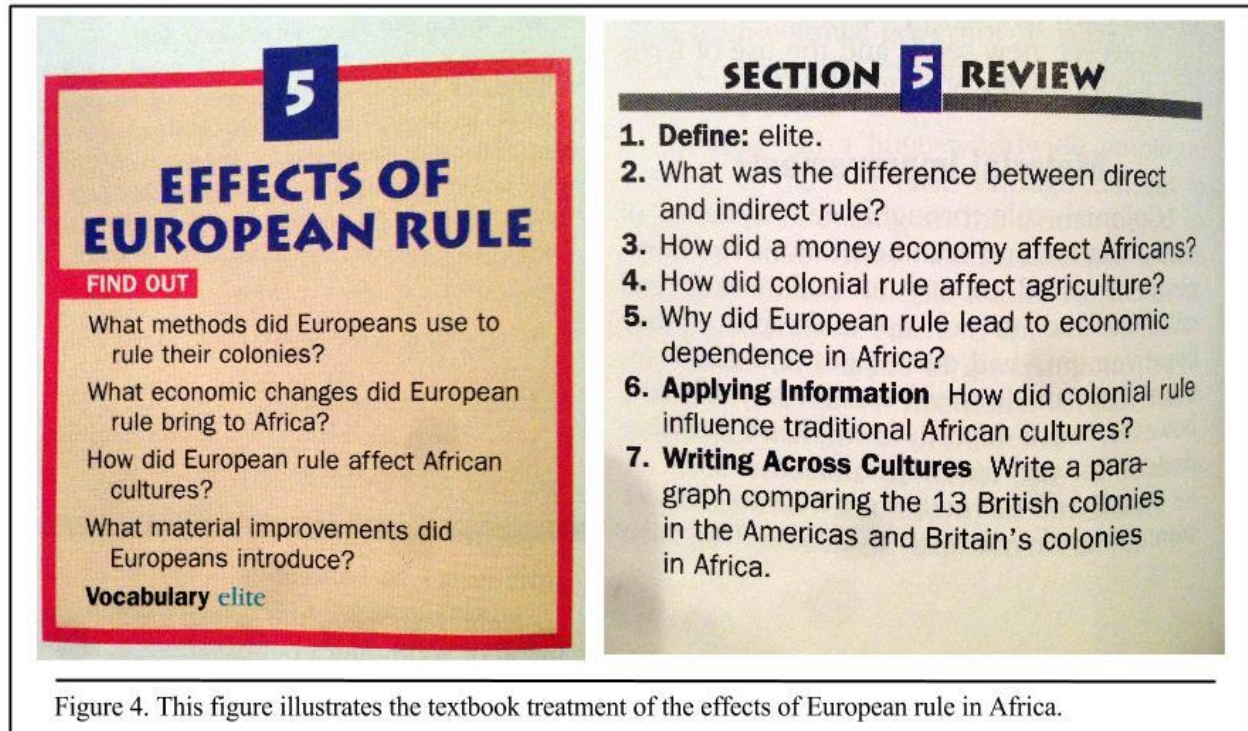 5
EFFECTS OF
EUROPEAN RULE
FIND OUT
What methods did Europeans use to
rule their colonies?
What economic changes did European
rule bring to Africa?
How did European rule affect African
cultures?
What material improvements did
Europeans introduce?
Vocabulary elite
SECTION 5 REVIEW
1. Define: elite.
2. What was the difference between direct
and indirect rule?
3. How did a money economy affect Africans?
4. How did colonial rule affect agriculture?
5. Why did European rule lead to economic
dependence in Africa?
6. Applying Information How did colonial rule
influence traditional African cultures?
7. Writing Across Cultures Write a para-
graph comparing the 13 British colonies
in the Americas and Britain's colonies
in Africa.
Figure 4. This figure illustrates the textbook treatment of the effects of European rule in Africa.